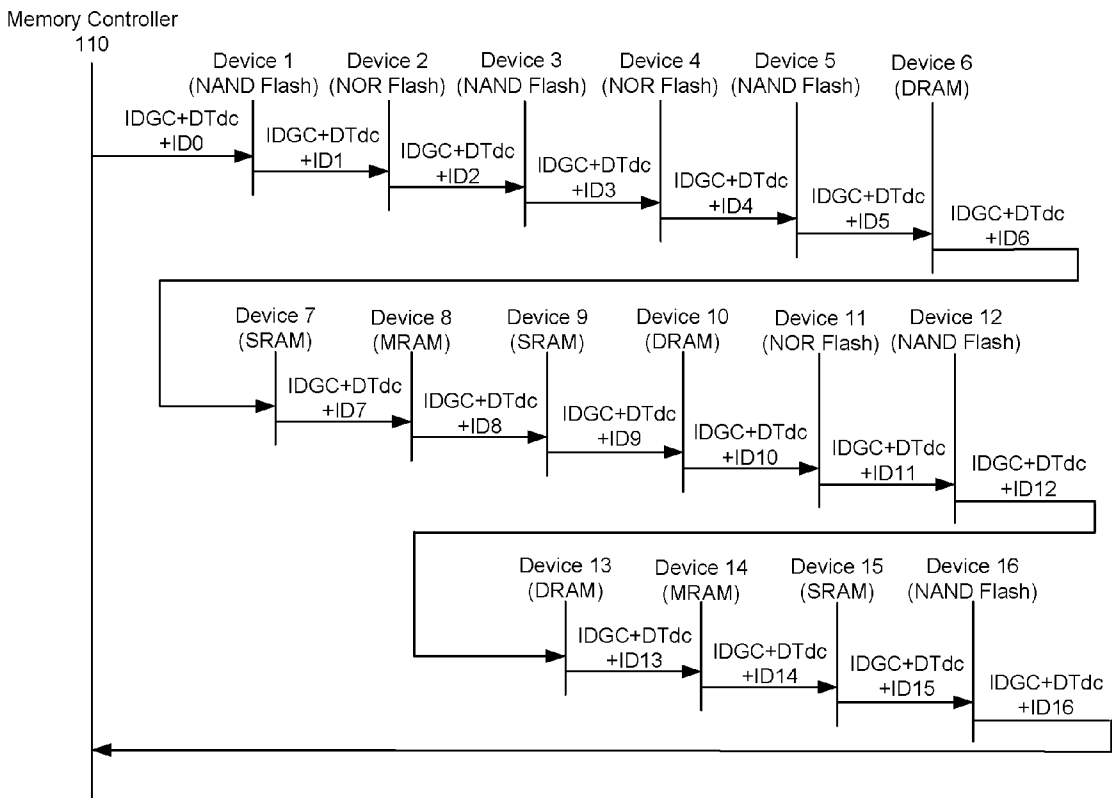 Memory Controller
110
Device 1
(NAND Flash)
Device 2
(NOR Flash)
Device 3
(NAND Flash)
Device 4
(NOR Flash)
Device 5
(NAND Flash)
Device 6
(DRAM)
IDGC+DTdc
+ID0
IDGC+DTdc
+ID1
IDGC+DTdc
+ID2
IDGC+DTdc
+ID3
IDGC+DTdc
+ID4
IDGC+DTdc
+ID5
IDGC+DTdc
+ID6
Device 7
(SRAM)
Device 8
(MRAM)
Device 9
(SRAM)
Device 10
(DRAM)
Device 11
(NOR Flash)
Device 12
(NAND Flash)
IDGC+DTdc
+ID7
IDGC+DTdc
+ID8
IDGC+DTdc
+ID9
IDGC+DTdc
+ID10
IDGC+DTdc
+ID11
IDGC+DTdc
+ID12
Device 13
(DRAM)
Device 14
(MRAM)
Device 15
(SRAM)
Device 16
(NAND Flash)
IDGC+DTdc
+ID13
IDGC+DTdc
+ID14
IDGC+DTdc
+ID15
IDGC+DTdc
+ID16